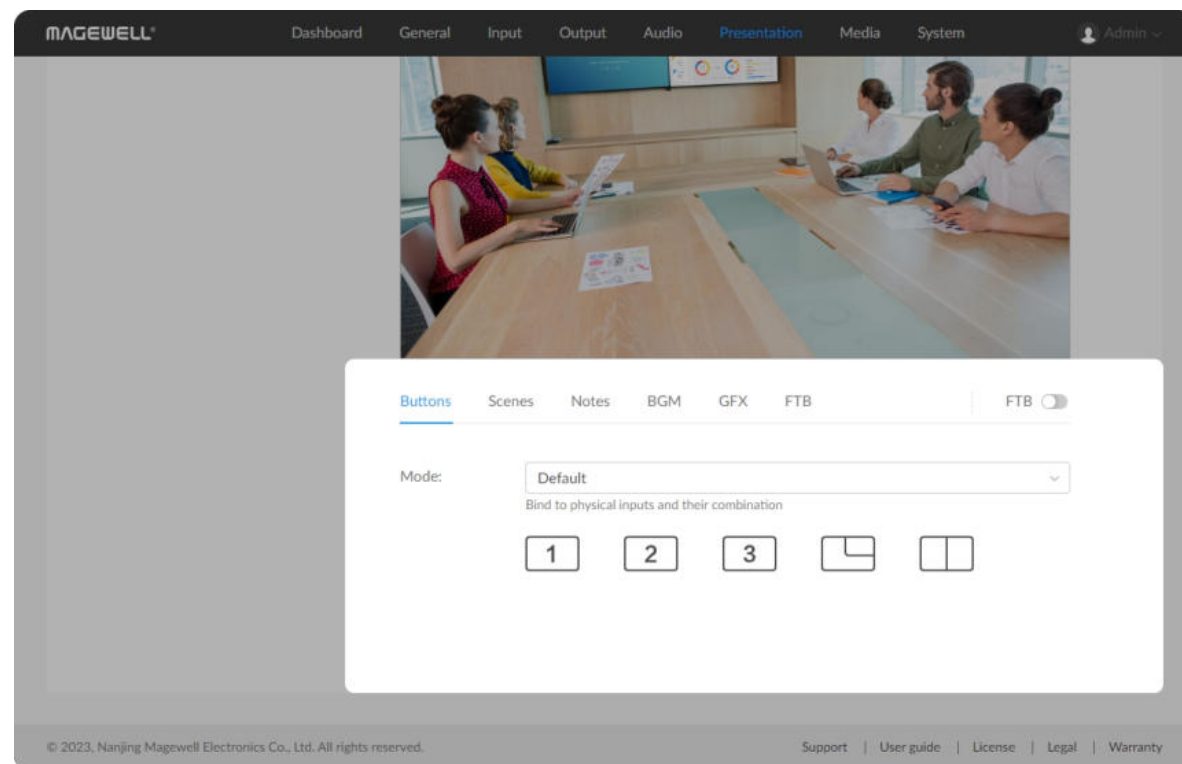 MAGEWELL® Dashboard General Input Output Audio Presentation Media System Admin
Buttons Scenes Notes BGM GFX FTB FTB
Mode: Default
Bind to physical inputs and their combination
1 2 3
© 2023, Nanjing Magewell Electronics Co., Ltd. All rights reserved. Support | User guide | License | Legal | Warranty